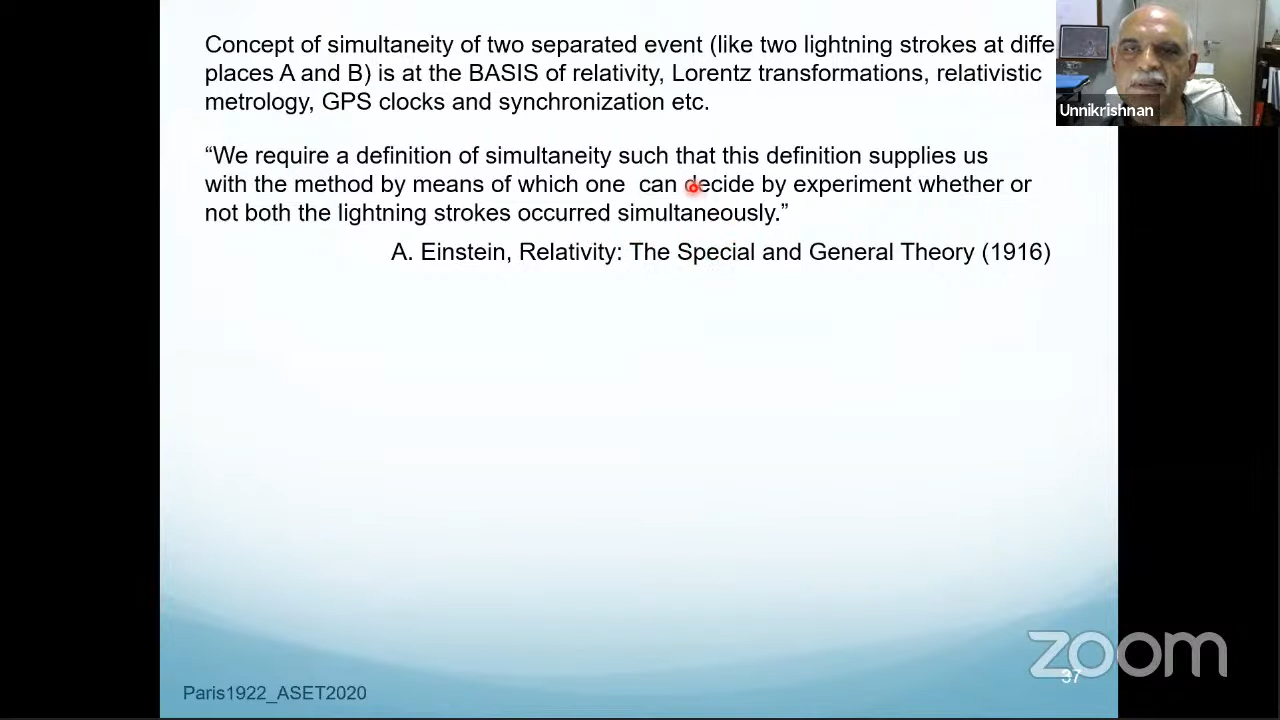 Concept of simultaneity of two separated event (like two lightning strokes at diffe
places A and B) is at the BASIS of relativity, Lorentz transformations, relativistic
metrology, GPS clocks and synchronization etc.
Unnikrishnan
“We require a definition of simultaneity such that this definition supplies us
with the method by means of which one can decide by experiment whether or
not both the lightning strokes occurred simultaneously.”
A. Einstein, Relativity: The Special and General Theory (1916)
zoom
37
Paris1922_ASET2020